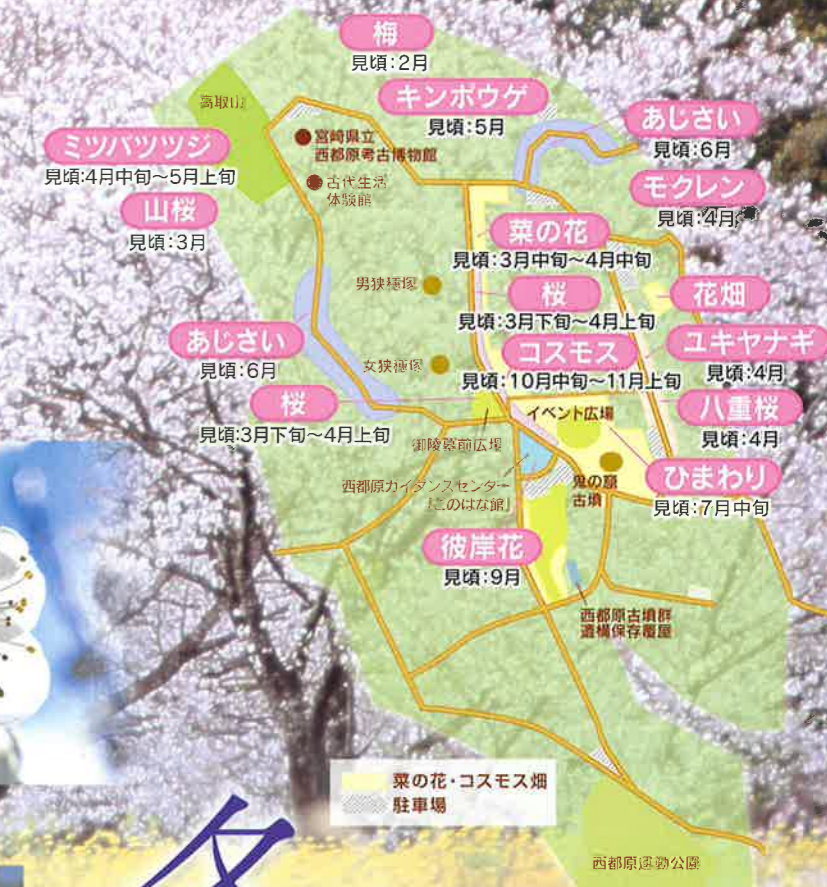 梅
見頃:2月
キンポウゲ
見頃:5月
あじさい
見頃:6月
高取山
宮崎県立
西都原考古博物館
古代生活
体験館
ミツバツツジ
見頃:4月中旬〜5月上旬
山桜
見頃:3月
モクレン
見頃:4月
菜の花
見頃:3月中旬〜4月中旬
男狭穂塚
桜
見頃:3月下旬〜4月上旬
花畑
あじさい
見頃:6月
女狭穂塚
コスモス
見頃:10月中旬〜11月上旬
ユキヤナギ
見頃:4月
桜
見頃:3月下旬〜4月上旬
イベント広場
八重桜
見頃:4月
御陵墓前広場
西都原ガイダンスセンター
「このはな館」
鬼の窟
古墳
ひまわり
見頃:7月中旬
彼岸花
見頃:9月
西都原古墳群
遺構保存覆屋
菜の花・コスモス畑
駐車場
西都原運動公園
タ